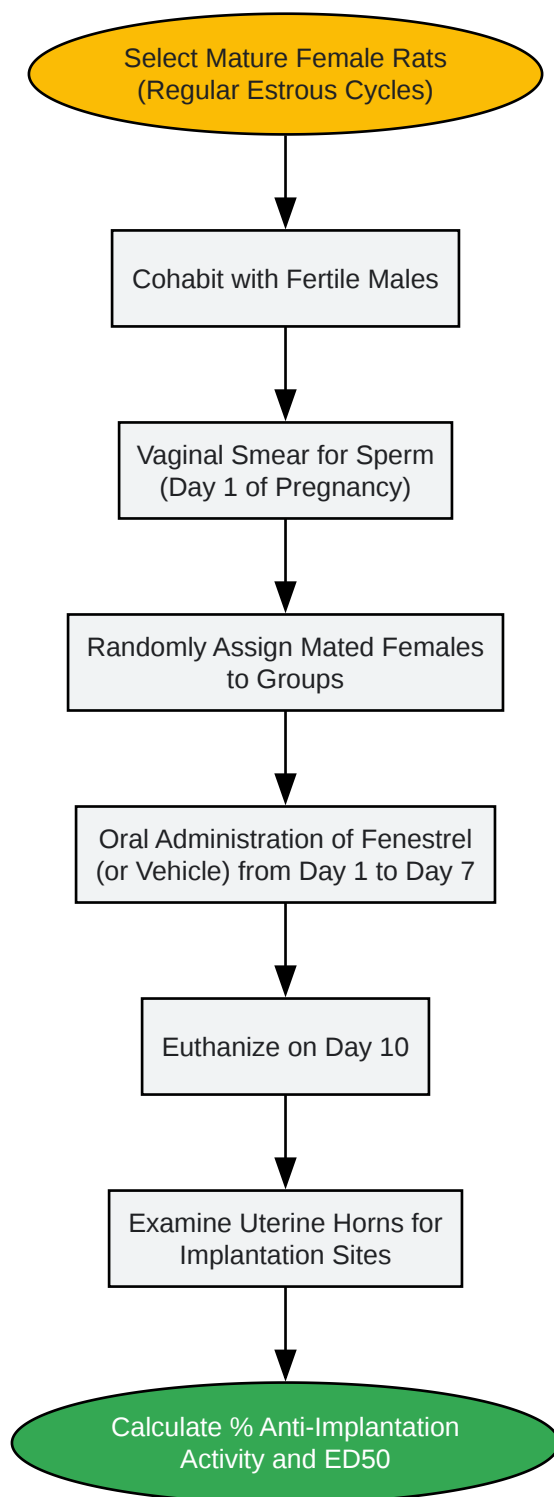 Select Mature Female Rats
(Regular Estrous Cycles)
Cohabit with Fertile Males
Vaginal Smear for Sperm
(Day 1 of Pregnancy)
Randomly Assign Mated Females
to Groups
Oral Administration of Fenestrel
(or Vehicle) from Day 1 to Day 7
Euthanize on Day 10
Examine Uterine Horns for
Implantation Sites
Calculate % Anti-Implantation
Activity and ED50